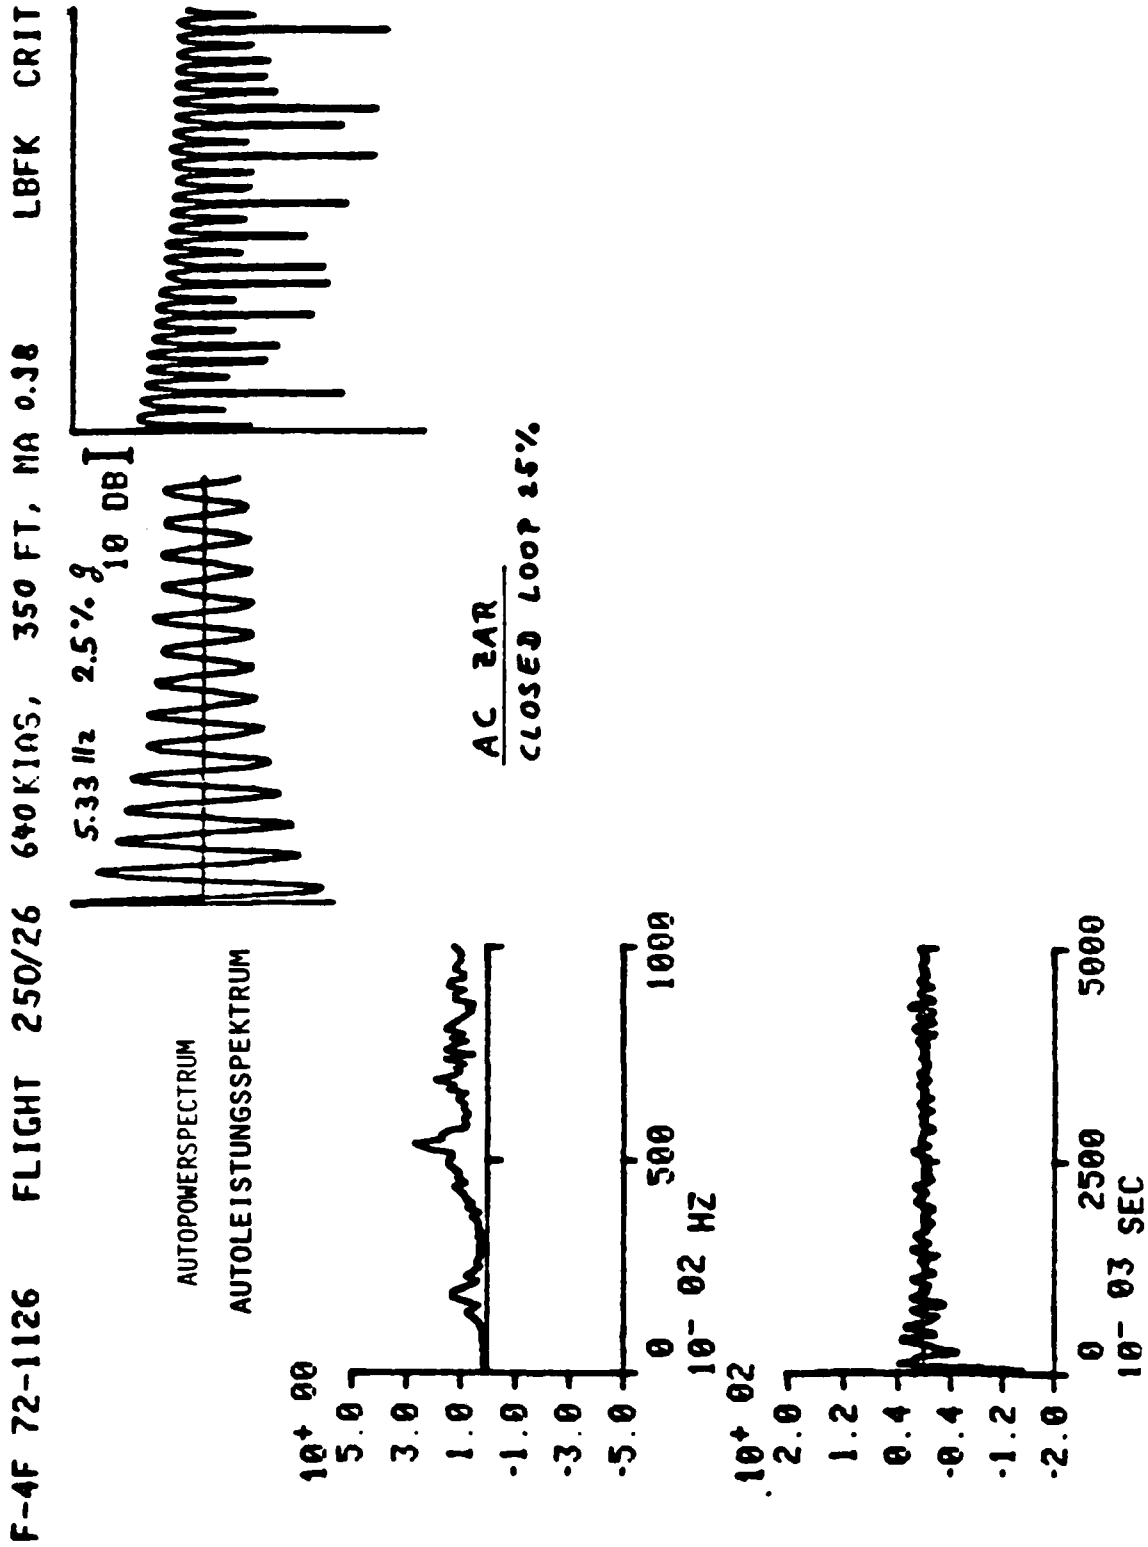 F-4F 72-1126 FLIGHT 250/26 640KIAS, 350 FT, MA 0.98 LBFK CRIT
5.33 Hz 2.5% g
10 DB
AUTOPOWERSPECTRUM
AUTOLEISTUNGSSPEKTRUM
AC ZAR
CLOSED LOOP 25%
10+ 00
5.0
3.0
1.0
-1.0
-3.0
-5.0
0 500 1000
10- 02 HZ
.10+ 02
2.0
1.2
0.4
-0.4
-1.2
-2.0
0 2500 5000
10- 03 SEC